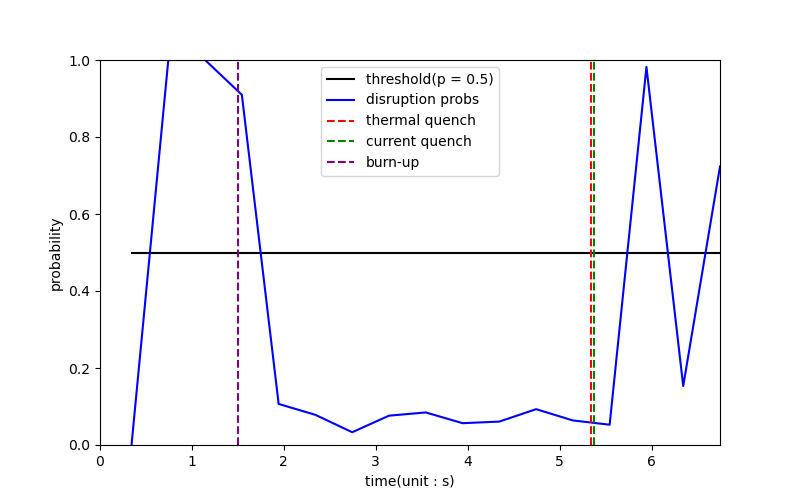 1.0
0.8
0.6
0.4
0.2
0.0
probability
threshold(p = 0.5)
disruption probs
thermal quench
current quench
burn-up
0 1 2 3 4 5 6
time(unit : s)